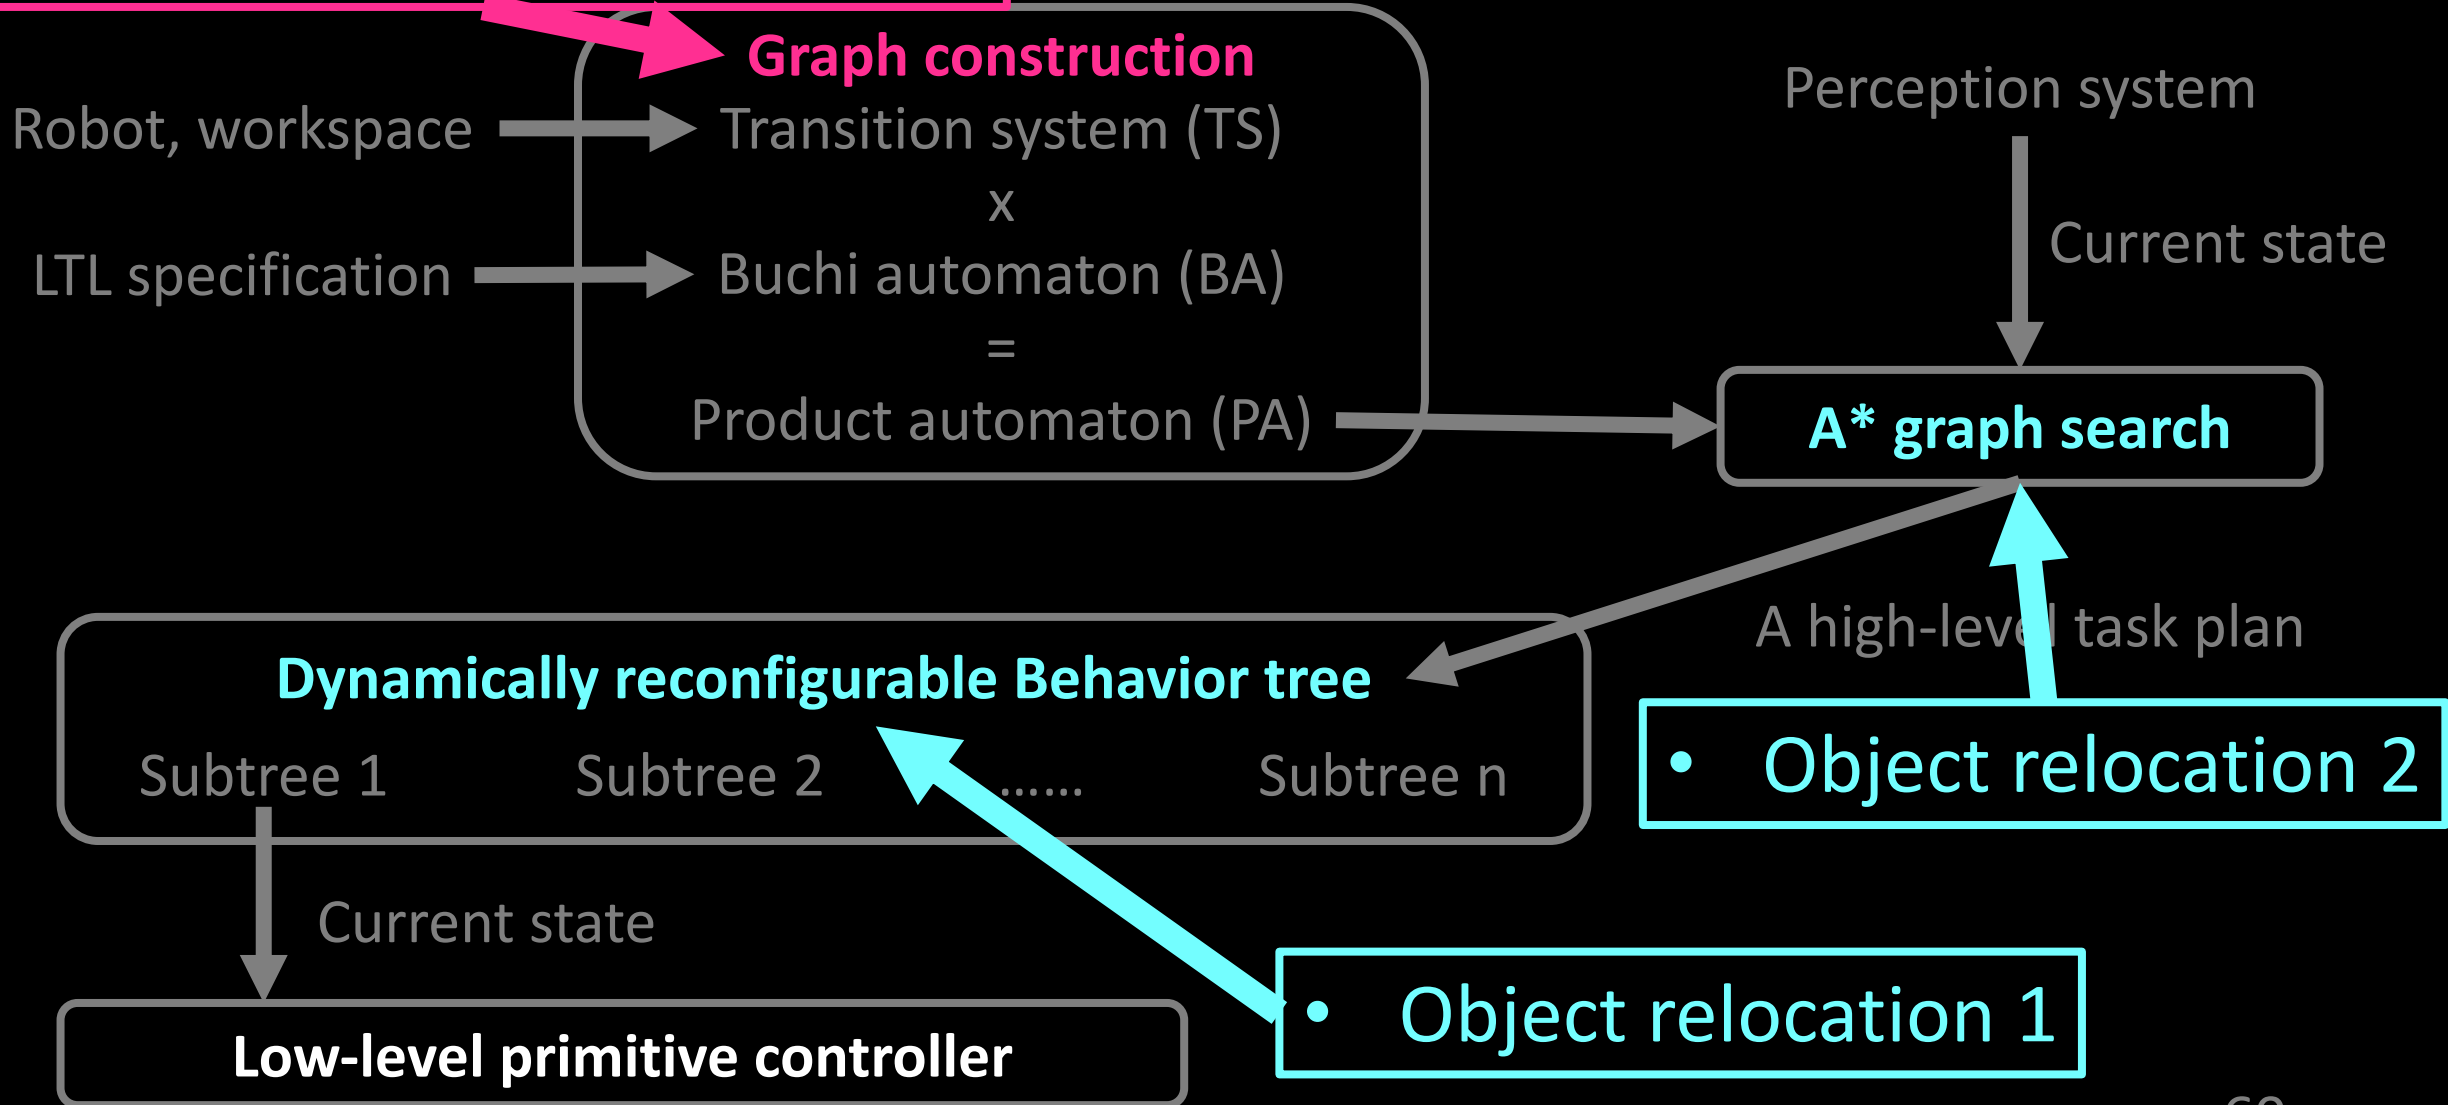 Graph construction
Perception system
Robot, workspace
Transition system (TS)
x
Current state
LTL specification
Buchi automaton (BA)
=
Product automaton (PA)
A* graph search
A high-level task plan
Dynamically reconfigurable Behavior tree
Subtree 1
Subtree 2
……
Subtree n
• Object relocation 2
Current state
• Object relocation 1
Low-level primitive controller